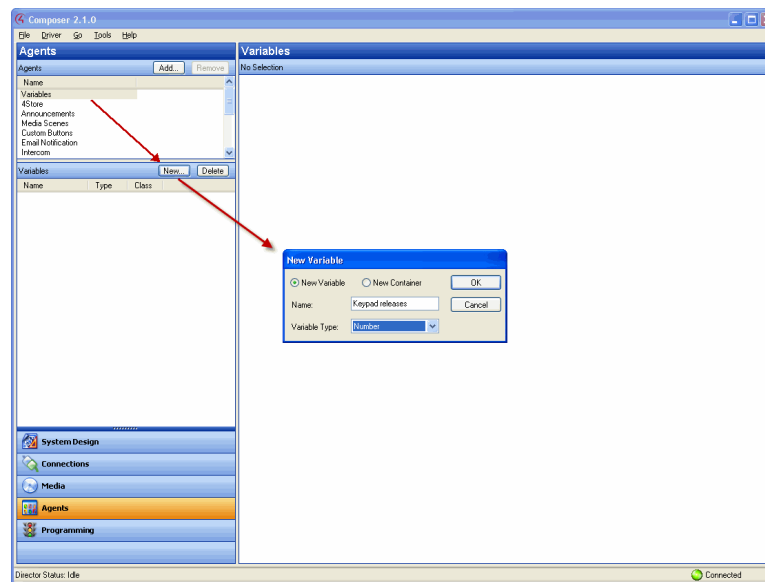 Composer 2.1.0
File Driver Go Tools Help
Agents
Agents Add... Remove
Name
Variables
4Store
Announcements
Media Scenes
Custom Buttons
Email Notification
Intercom
Variables New... Delete
Name Type Class
System Design
Connections
Media
Agents
Programming
Variables
No Selection
New Variable
New Variable New Container OK
Name: Keypad releases Cancel
Variable Type: Number
Director Status: Idle Connected